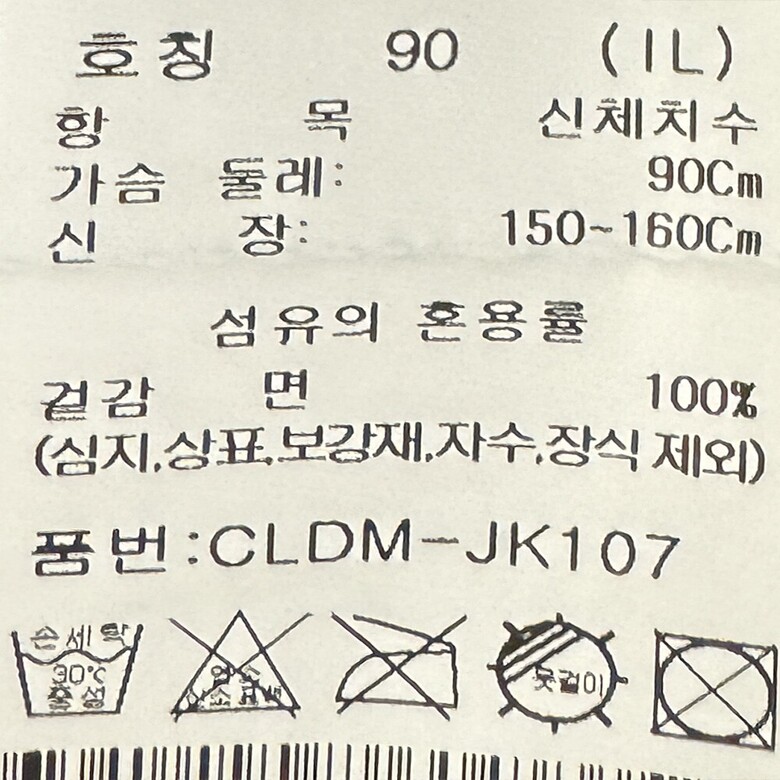 호칭 90 (IL)
항 목 신체치수
가슴 둘레: 90Cm
신 장: 150~160Cm
섬유의 혼용률
겉감 면 100%
(심지,상표,보강재,자수,장식 제외)
품번:CLDM-JK107
손세탁
30℃
중성
옷걸이